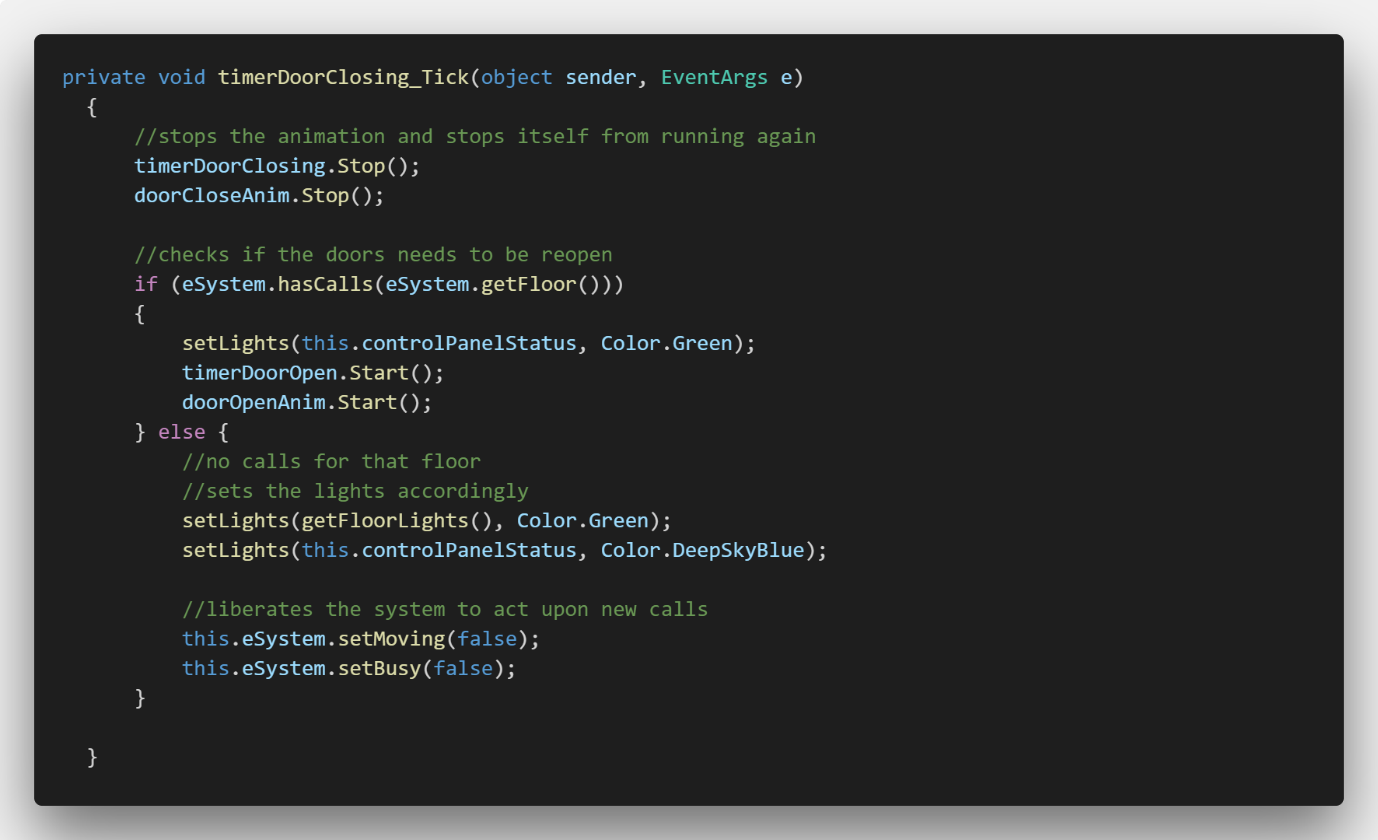 private void timerDoorClosing_Tick(object sender, EventArgs e)
{
//stops the animation and stops itself from running again
timerDoorClosing.Stop();
doorCloseAnim.Stop();
//checks if the doors needs to be reopen
if (eSystem.hasCalls(eSystem.getFloor()))
{
setLights(this.controlPanelStatus, Color.Green);
timerDoorOpen.Start();
doorOpenAnim.Start();
} else {
//no calls for that floor
//sets the lights accordingly
setLights(getFloorLights(), Color.Green);
setLights(this.controlPanelStatus, Color.DeepSkyBlue);
//liberates the system to act upon new calls
this.eSystem.setMoving(false);
this.eSystem.setBusy(false);
}
}